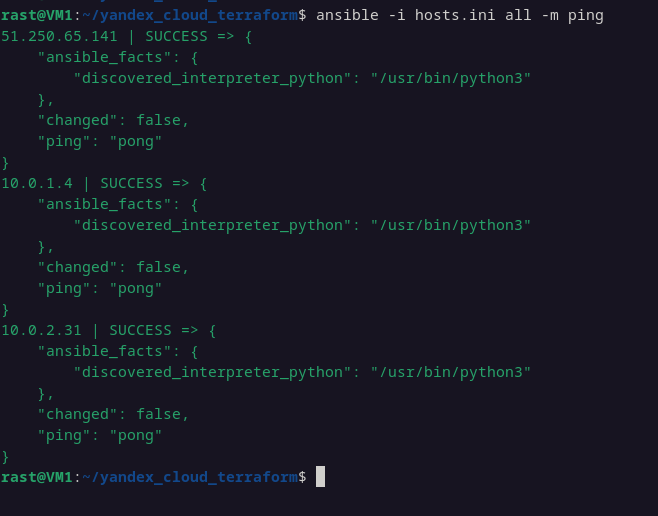 rast@VM1:~/yandex_cloud_terraform$ ansible -i hosts.ini all -m ping
51.250.65.141 | SUCCESS => {
    "ansible_facts": {
        "discovered_interpreter_python": "/usr/bin/python3"
    },
    "changed": false,
    "ping": "pong"
}
10.0.1.4 | SUCCESS => {
    "ansible_facts": {
        "discovered_interpreter_python": "/usr/bin/python3"
    },
    "changed": false,
    "ping": "pong"
}
10.0.2.31 | SUCCESS => {
    "ansible_facts": {
        "discovered_interpreter_python": "/usr/bin/python3"
    },
    "changed": false,
    "ping": "pong"
}
rast@VM1:~/yandex_cloud_terraform$